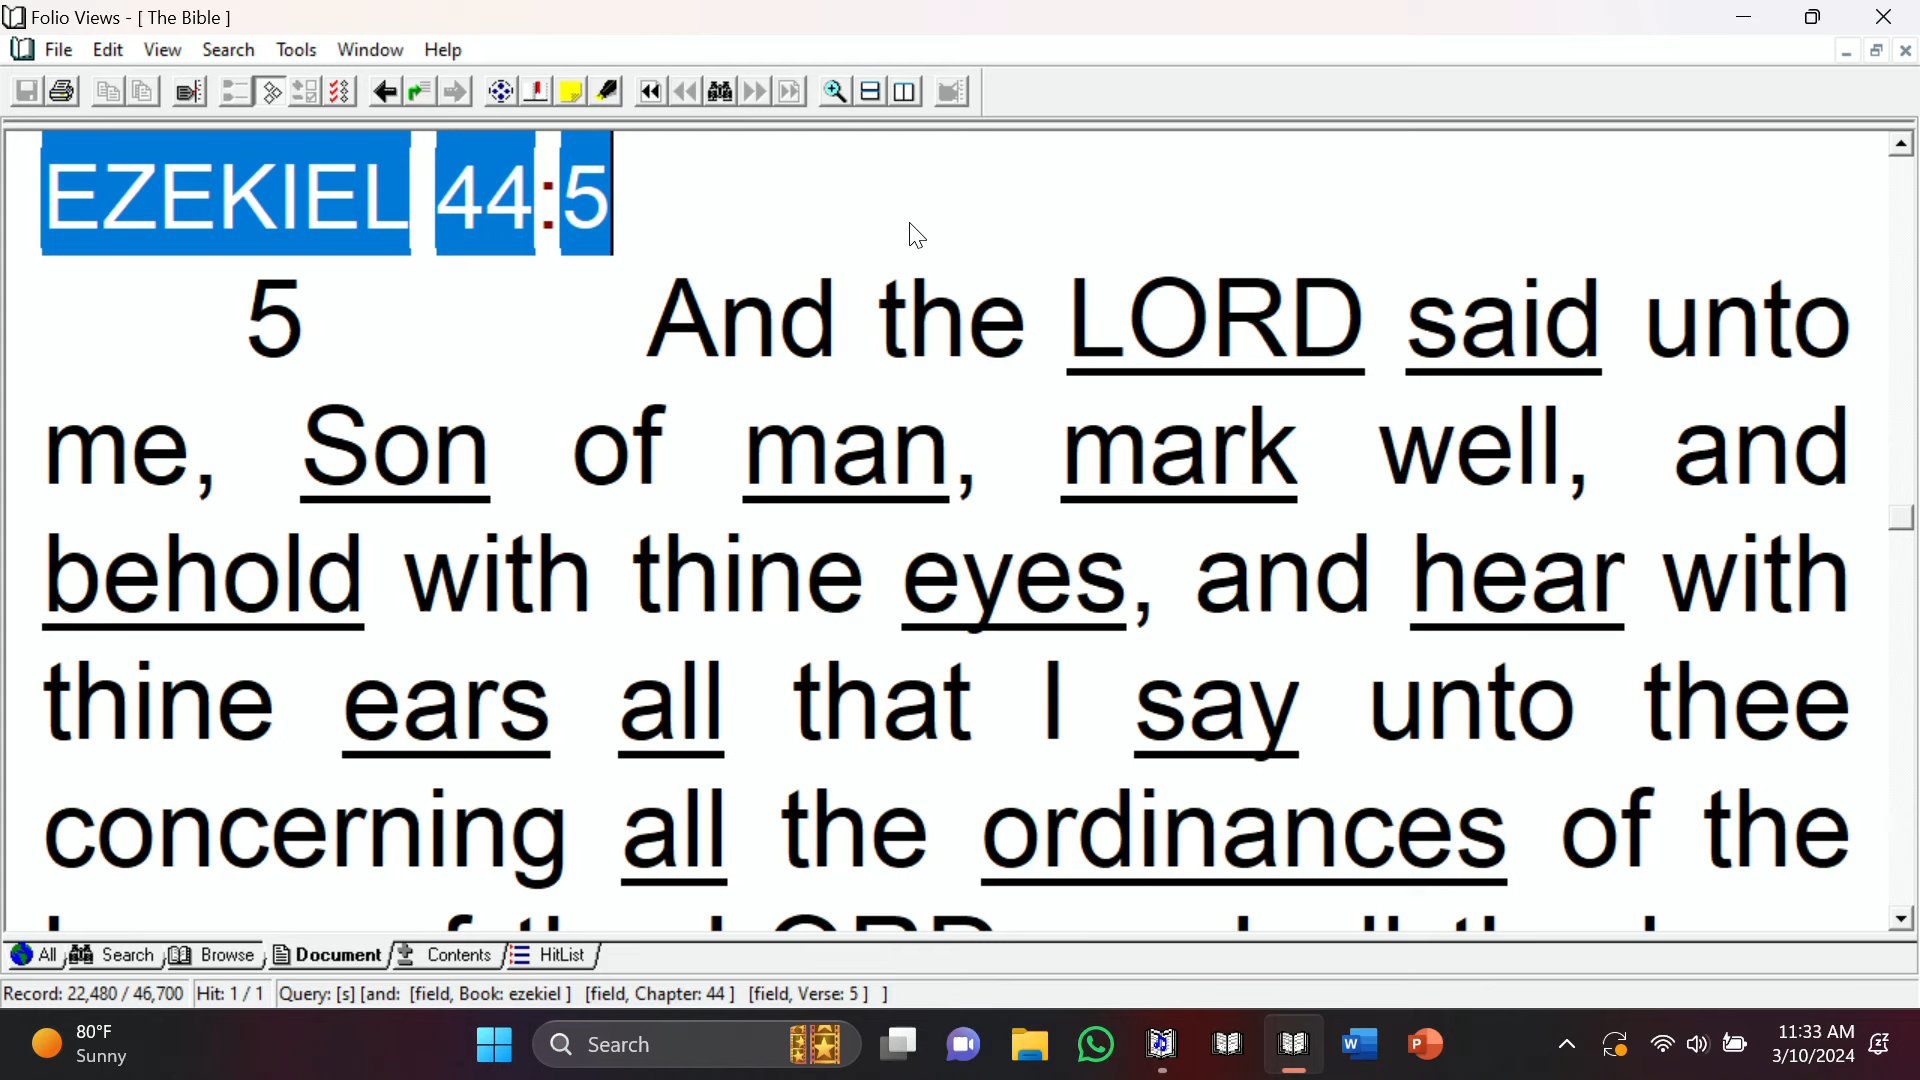 Folio Views - [ The Bible ]
File Edit View Search Tools Window Help
EZEKIEL 44:5
5 And the LORD said unto
me, Son of man, mark well, and
behold with thine eyes, and hear with
thine ears all that I say unto thee
concerning all the ordinances of the
All Search Browse Document Contents HitList
Record: 22,480 / 46,700 Hit: 1 / 1 Query: [s] [and: [field, Book: ezekiel ] [field, Chapter: 44 ] [field, Verse: 5 ] ]
80°F
Sunny
Search
11:33 AM
3/10/2024